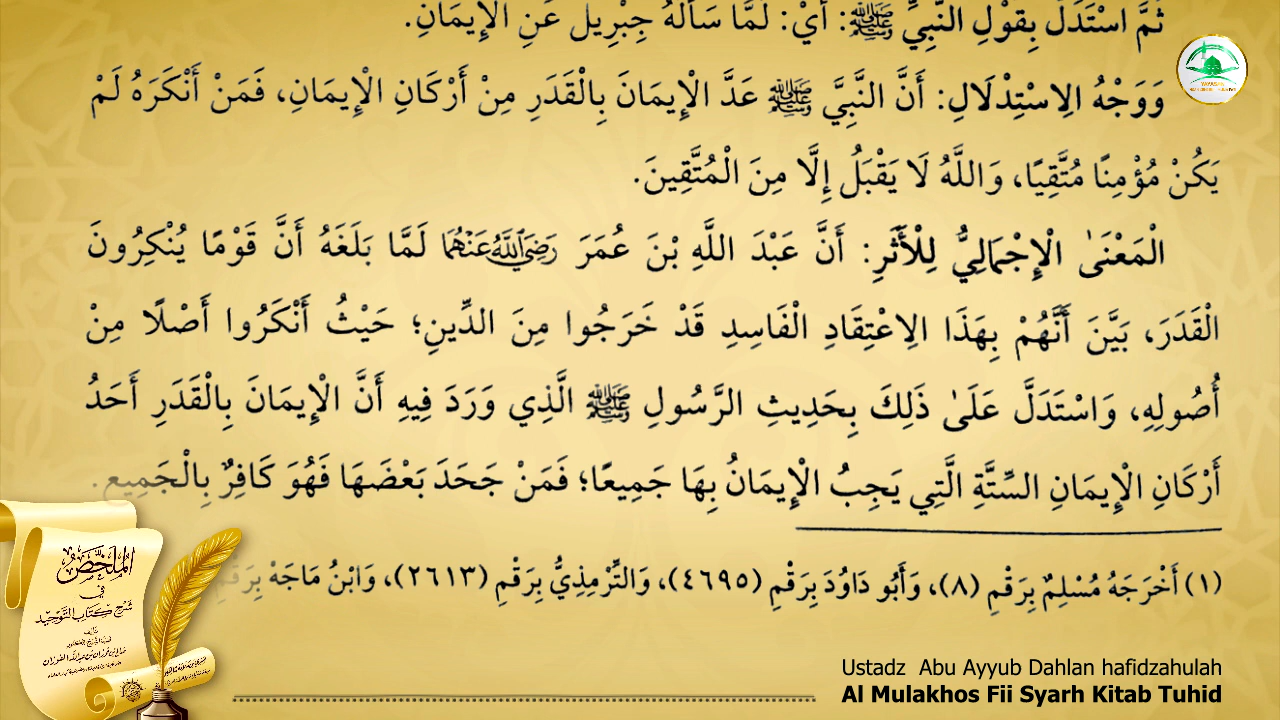 ثُمَّ اسْتَدَلَّ بِقَوْلِ النَّبِيِّ ﷺ: أَيْ: لَمَّا سَأَلَهُ جِبْرِيلُ عَنِ الْإِيمَانِ.
وَوَجْهُ الِاسْتِدْلَالِ: أَنَّ النَّبِيَّ ﷺ عَدَّ الْإِيمَانَ بِالْقَدَرِ مِنْ أَرْكَانِ الْإِيمَانِ، فَمَنْ أَنْكَرَهُ لَمْ
يَكُنْ مُؤْمِنًا مُتَّقِيًا، وَاللَّهُ لَا يَقْبَلُ إِلَّا مِنَ الْمُتَّقِينَ.
الْمَعْنَىٰ الْإِجْمَالِيُّ لِلْأَثَرِ: أَنَّ عَبْدَ اللَّهِ بْنَ عُمَرَ رَضِيَ اللَّهُ عَنْهُمَا لَمَّا بَلَغَهُ أَنَّ قَوْمًا يُنْكِرُونَ
الْقَدَرَ، بَيَّنَ أَنَّهُمْ بِهَذَا الِاعْتِقَادِ الْفَاسِدِ قَدْ خَرَجُوا مِنَ الدِّينِ؛ حَيْثُ أَنْكَرُوا أَصْلًا مِنْ
أُصُولِهِ، وَاسْتَدَلَّ عَلَىٰ ذَلِكَ بِحَدِيثِ الرَّسُولِ ﷺ الَّذِي وَرَدَ فِيهِ أَنَّ الْإِيمَانَ بِالْقَدَرِ أَحَدُ
أَرْكَانِ الْإِيمَانِ السِّتَّةِ الَّتِي يَجِبُ الْإِيمَانُ بِهَا جَمِيعًا؛ فَمَنْ جَحَدَ بَعْضَهَا فَهُوَ كَافِرٌ بِالْجَمِيعِ.
(١) أَخْرَجَهُ مُسْلِمٌ بِرَقْمِ (٨)، وَأَبُو دَاوُدَ بِرَقْمِ (٤٦٩٥)، وَالتِّرْمِذِيُّ بِرَقْمِ (٢٦١٣)، وَابْنُ مَاجَهْ بِرَقْمِ
الملخص
في
شرح كتاب التوحيد
Ustadz Abu Ayyub Dahlan hafidzahulah
Al Mulakhos Fii Syarh Kitab Tuhid